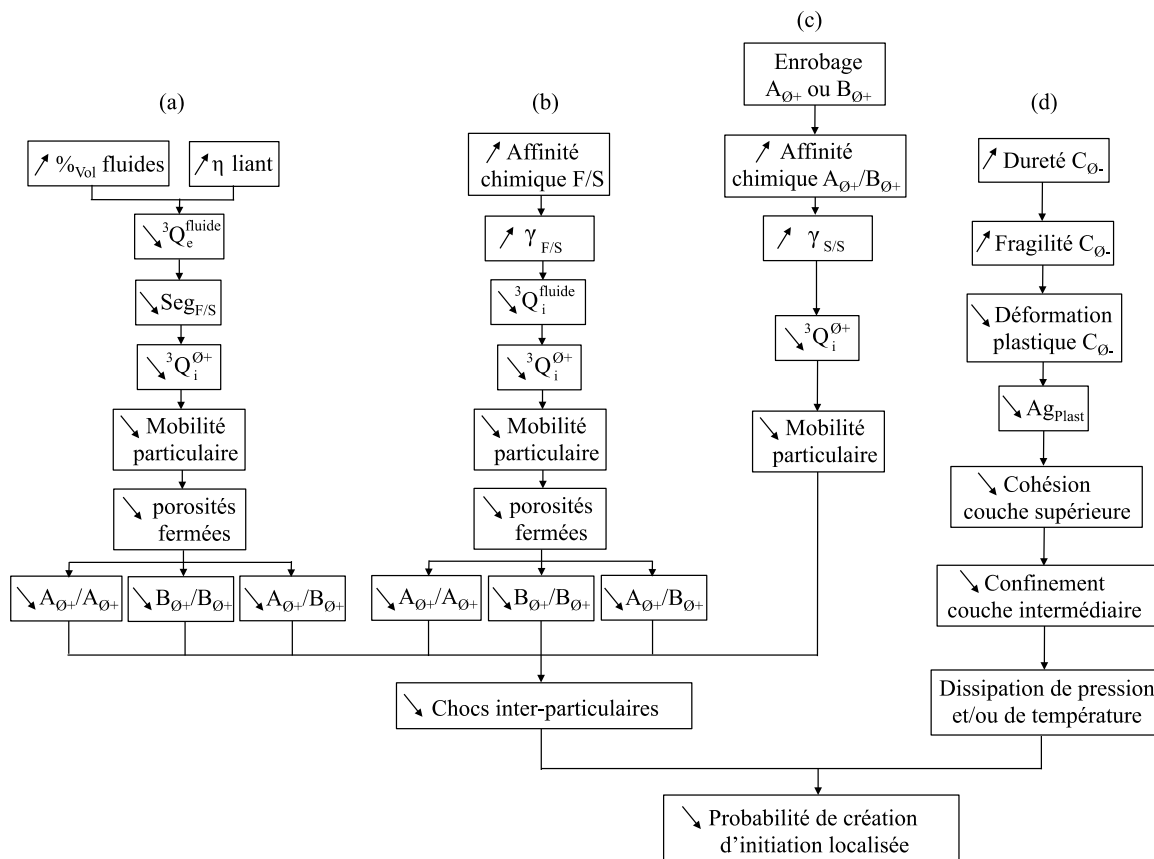 (a)
↗ %Vol fluides
↗ η liant
↘ ³Q_e^fluide
↘ Seg_F/S
↘ ³Q_i^Ø+
↘ Mobilité
particulaire
↘ porosités
fermées
↘ A_Ø+/A_Ø+
↘ B_Ø+/B_Ø+
↘ A_Ø+/B_Ø+
(b)
↗ Affinité
chimique F/S
↗ γ_F/S
↘ ³Q_i^fluide
↘ ³Q_i^Ø+
↘ Mobilité
particulaire
↘ porosités
fermées
↘ A_Ø+/A_Ø+
↘ B_Ø+/B_Ø+
↘ A_Ø+/B_Ø+
(c)
Enrobage
A_Ø+ ou B_Ø+
↗ Affinité
chimique A_Ø+/B_Ø+
↗ γ_S/S
↘ ³Q_i^Ø+
↘ Mobilité
particulaire
↘ Chocs inter-particulaires
(d)
↗ Dureté C_Ø-
↗ Fragilité C_Ø-
↘ Déformation
plastique C_Ø-
↘ Ag_Plast
↘ Cohésion
couche supérieure
↘ Confinement
couche intermédiaire
Dissipation de pression
et/ou de température
↘ Probabilité de création
d'initiation localisée